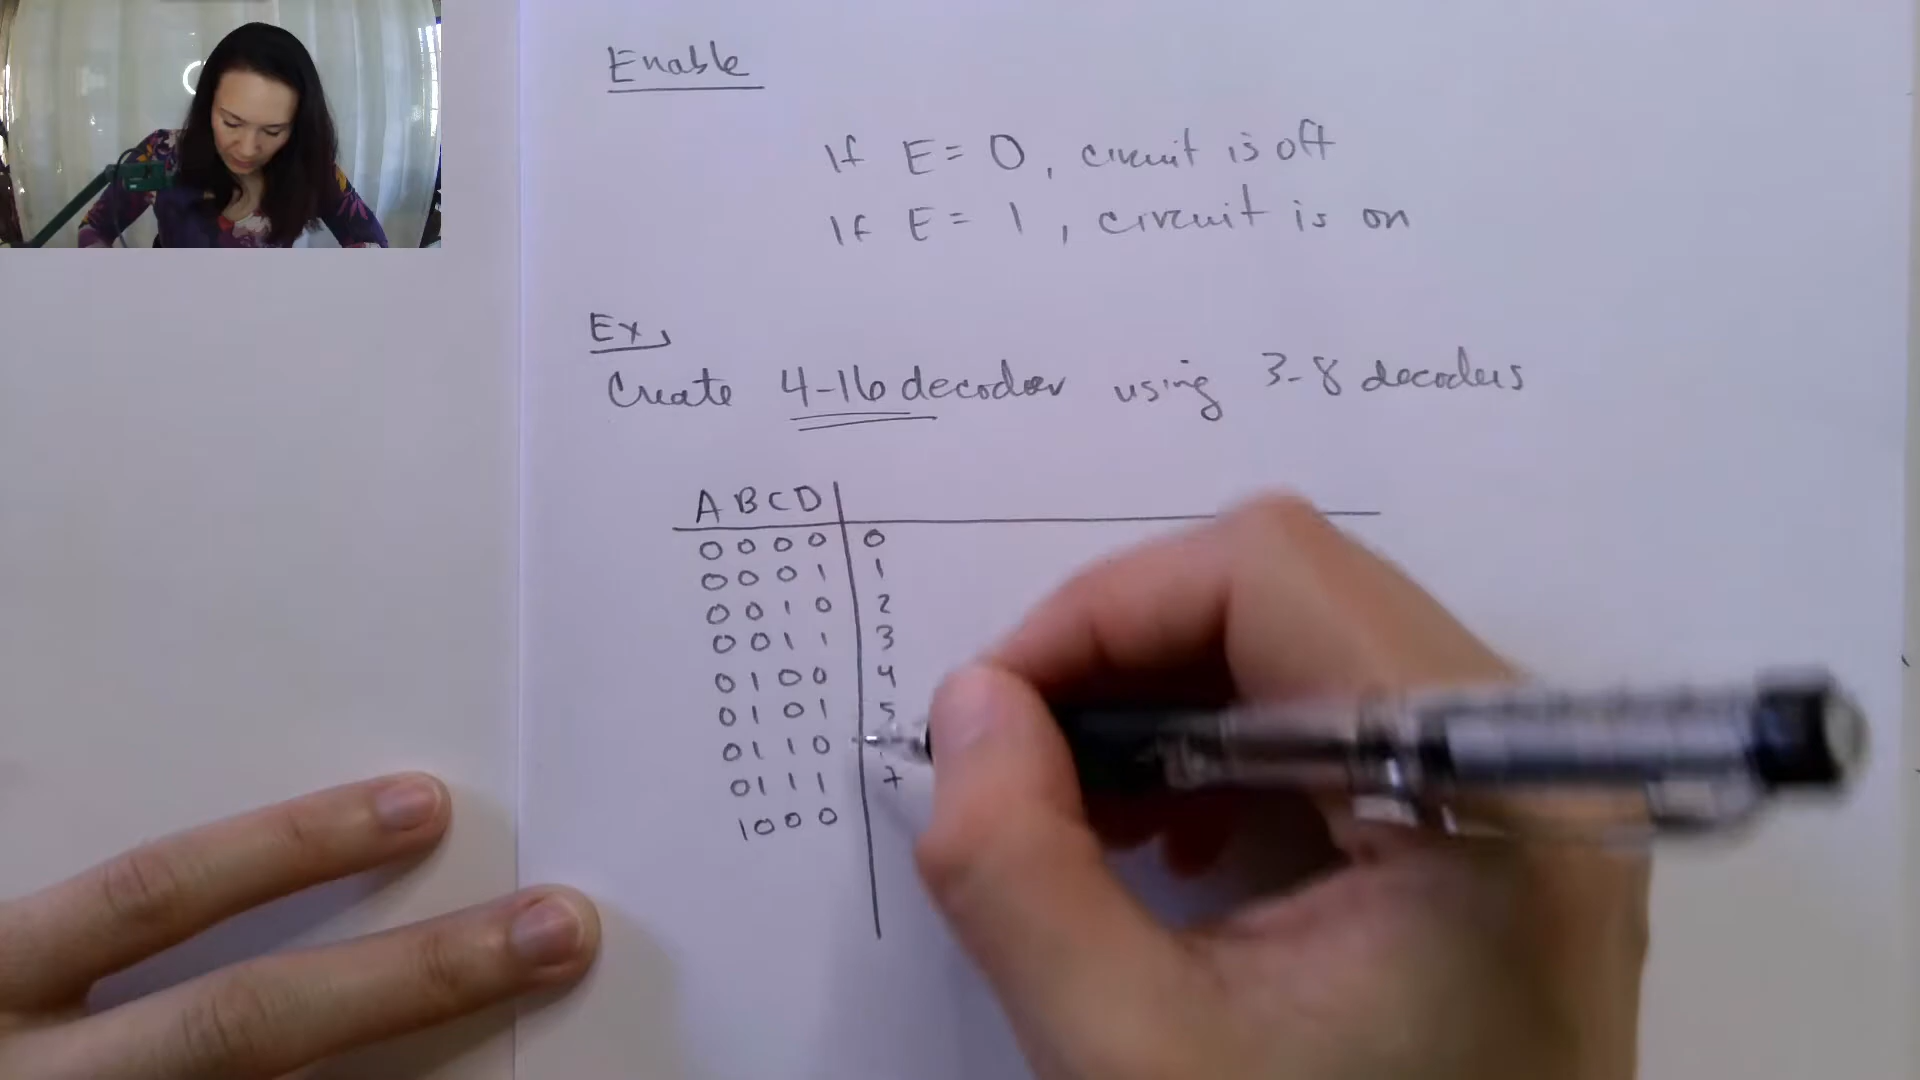 Enable
If E = 0, circuit is off
If E = 1, circuit is on
Ex,
Create 4-16 decoder using 3-8 decoders
A B C D
0 0 0 0 0
0 0 0 1 1
0 0 1 0 2
0 0 1 1 3
0 1 0 0 4
0 1 0 1 5
0 1 1 0
0 1 1 1 7
1 0 0 0